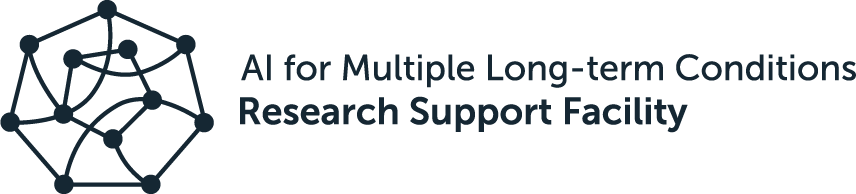 AI for Multiple Long-term Conditions
Research Support Facility